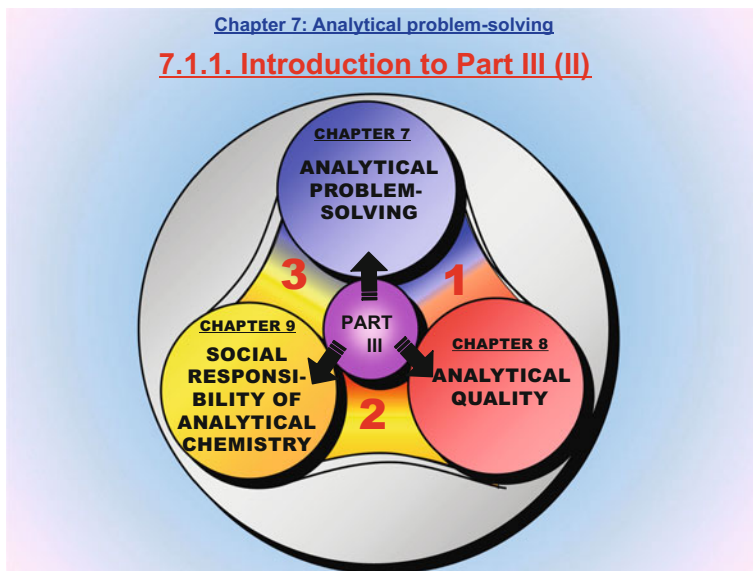 Chapter 7: Analytical problem-solving
7.1.1. Introduction to Part III (II)
CHAPTER 7
ANALYTICAL
PROBLEM-
SOLVING
3
1
PART
III
CHAPTER 9
SOCIAL
RESPONSI-
BILITY OF
ANALYTICAL
CHEMISTRY
CHAPTER 8
ANALYTICAL
QUALITY
2